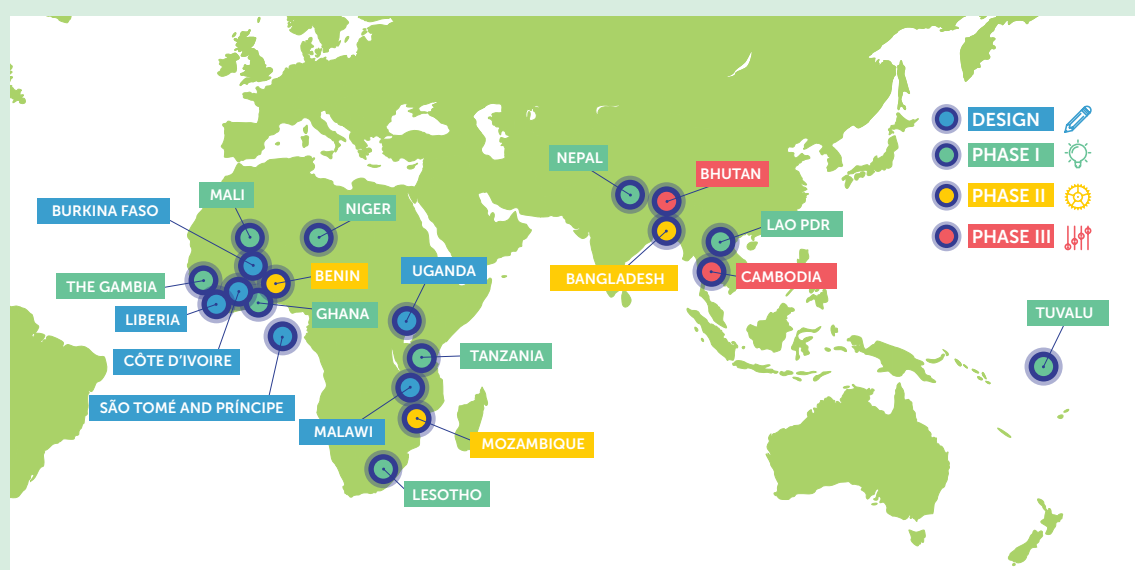 DESIGN
PHASE I
PHASE II
PHASE III
NEPAL
BHUTAN
MALI
NIGER
BURKINA FASO
LAO PDR
THE GAMBIA
BENIN
UGANDA
BANGLADESH
CAMBODIA
LIBERIA
GHANA
TUVALU
CÔTE D'IVOIRE
TANZANIA
SÃO TOMÉ AND PRÍNCIPE
MALAWI
MOZAMBIQUE
LESOTHO